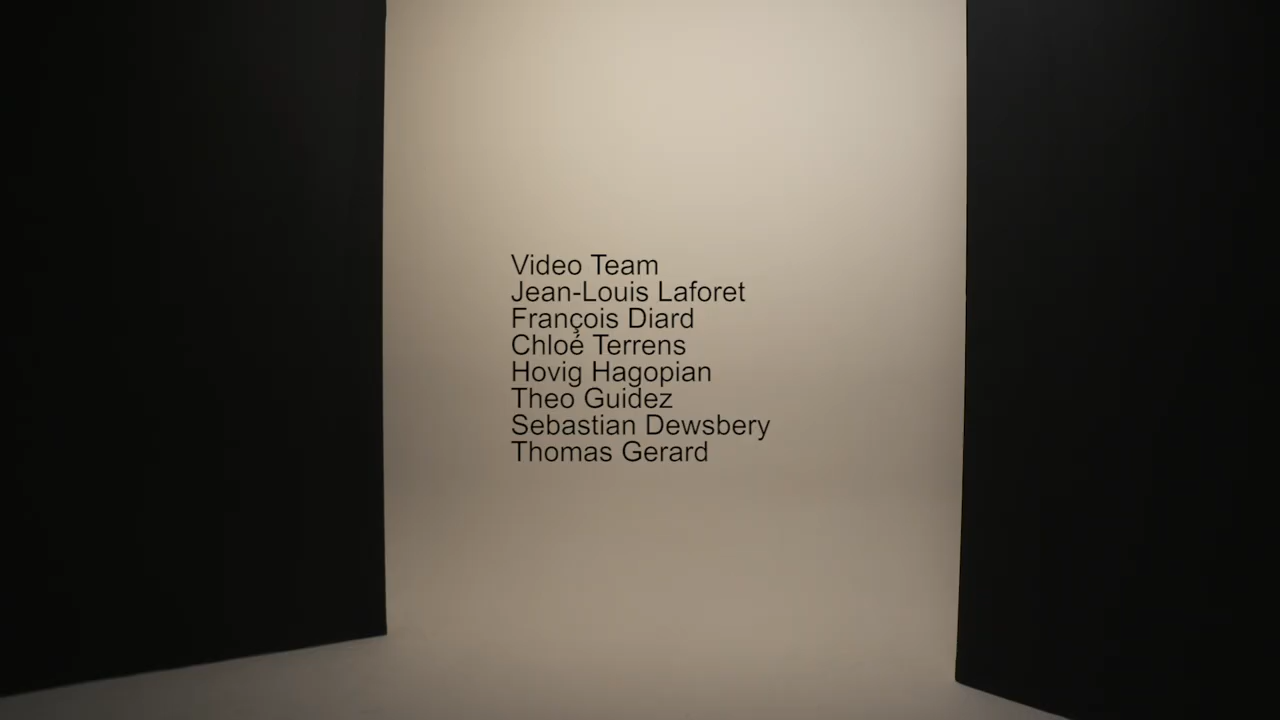 Video Team
Jean-Louis Laforet
François Diard
Chloé Terrens
Hovig Hagopian
Theo Guidez
Sebastian Dewsbery
Thomas Gerard